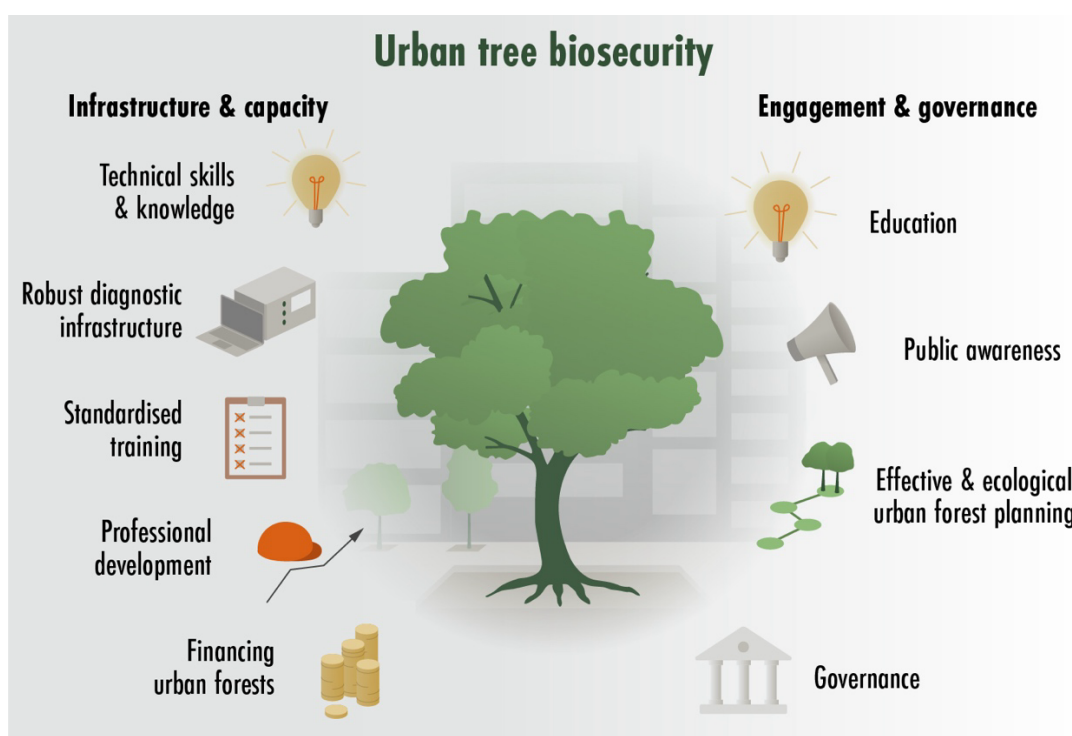 Urban tree biosecurity
Infrastructure & capacity
Technical skills
& knowledge
Robust diagnostic
infrastructure
Standardised
training
Professional
development
Financing
urban forests
Engagement & governance
Education
Public awareness
Effective & ecological
urban forest planning
Governance